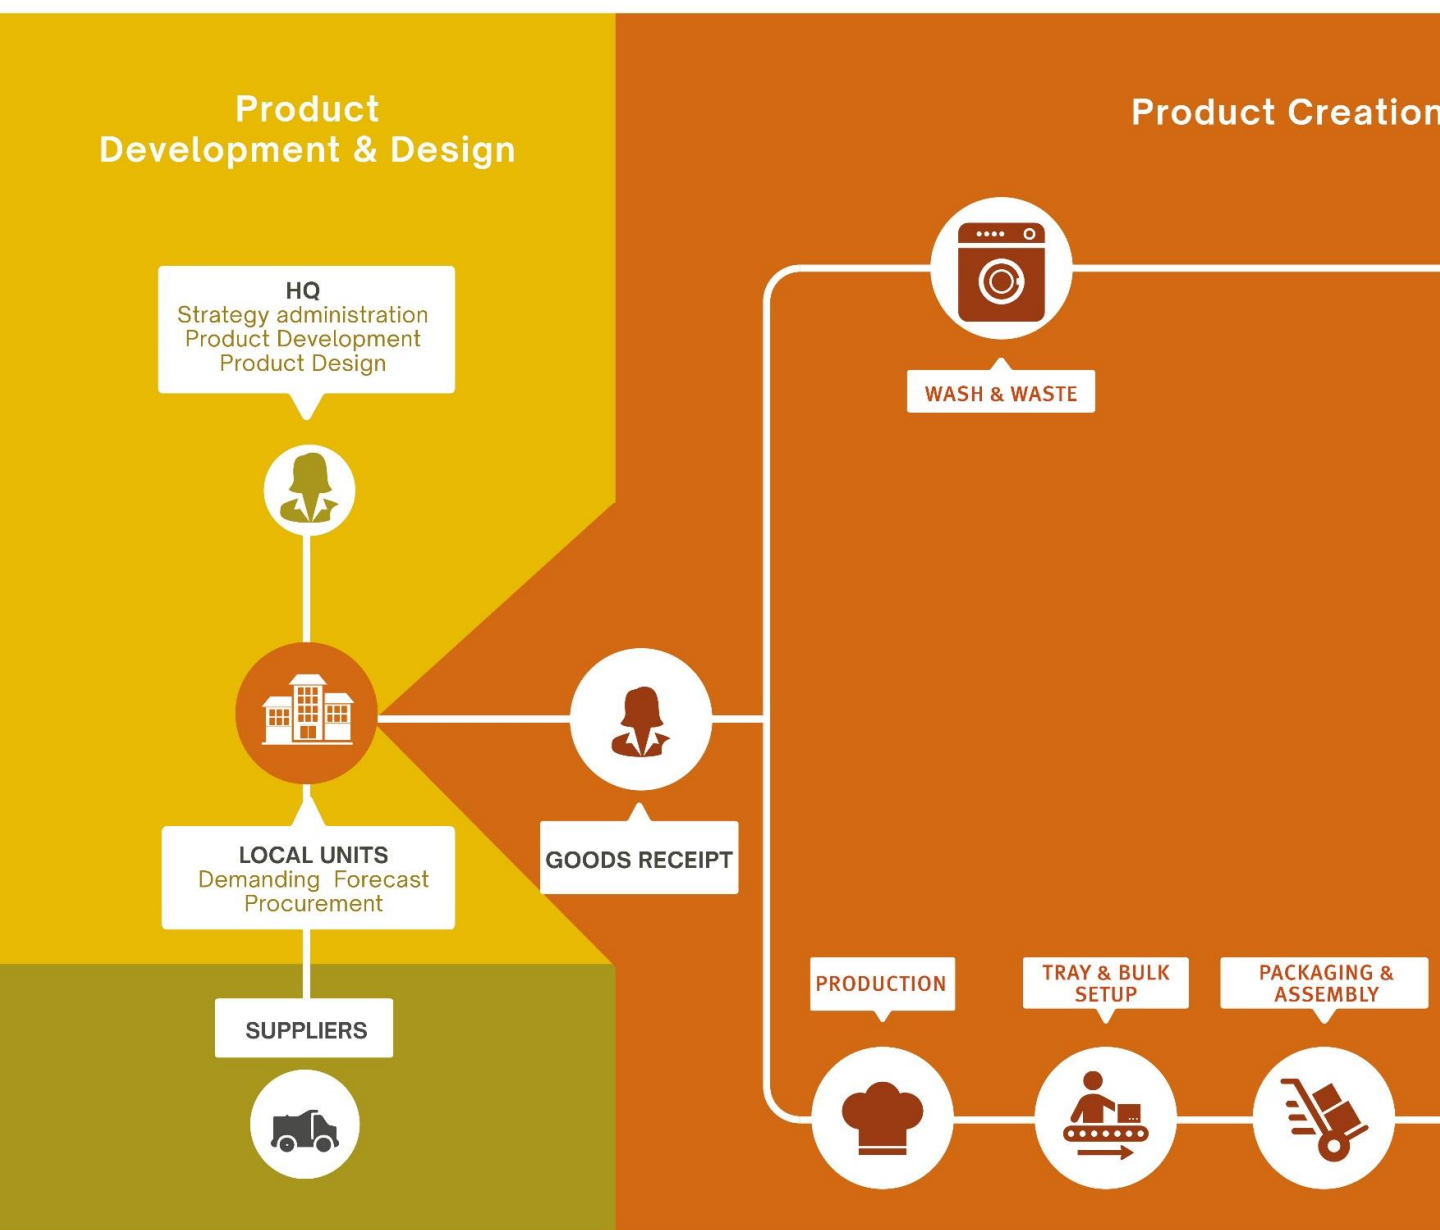 Product
Development & Design
Product Creation
HQ
Strategy administration
Product Development
Product Design
WASH & WASTE
LOCAL UNITS
Demanding Forecast
Procurement
GOODS RECEIPT
SUPPLIERS
PRODUCTION
TRAY & BULK
SETUP
PACKAGING &
ASSEMBLY